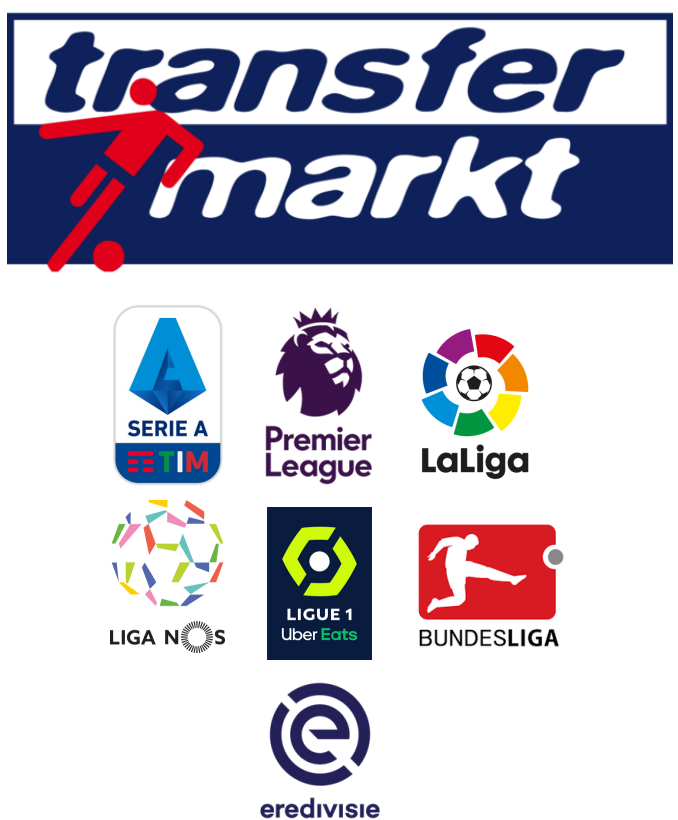 transfer
markt
SERIE A
TIM
Premier
League
LaLiga
LIGA NOS
LIGUE 1
Uber Eats
BUNDESLIGA
eredivisie